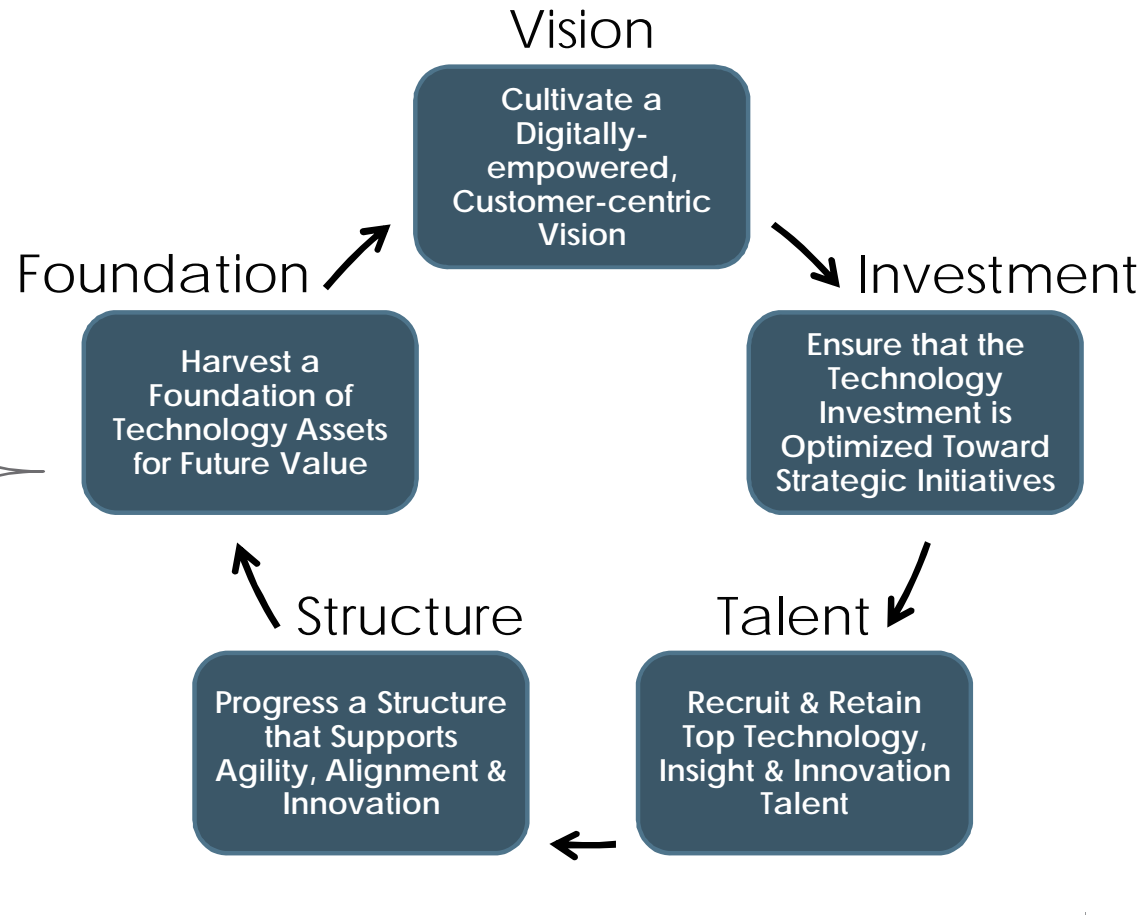 Vision
Cultivate a
Digitally-
empowered,
Customer-centric
Vision
Investment
Ensure that the
Technology
Investment is
Optimized Toward
Strategic Initiatives
Talent
Recruit & Retain
Top Technology,
Insight & Innovation
Talent
Structure
Progress a Structure
that Supports
Agility, Alignment &
Innovation
Foundation
Harvest a
Foundation of
Technology Assets
for Future Value